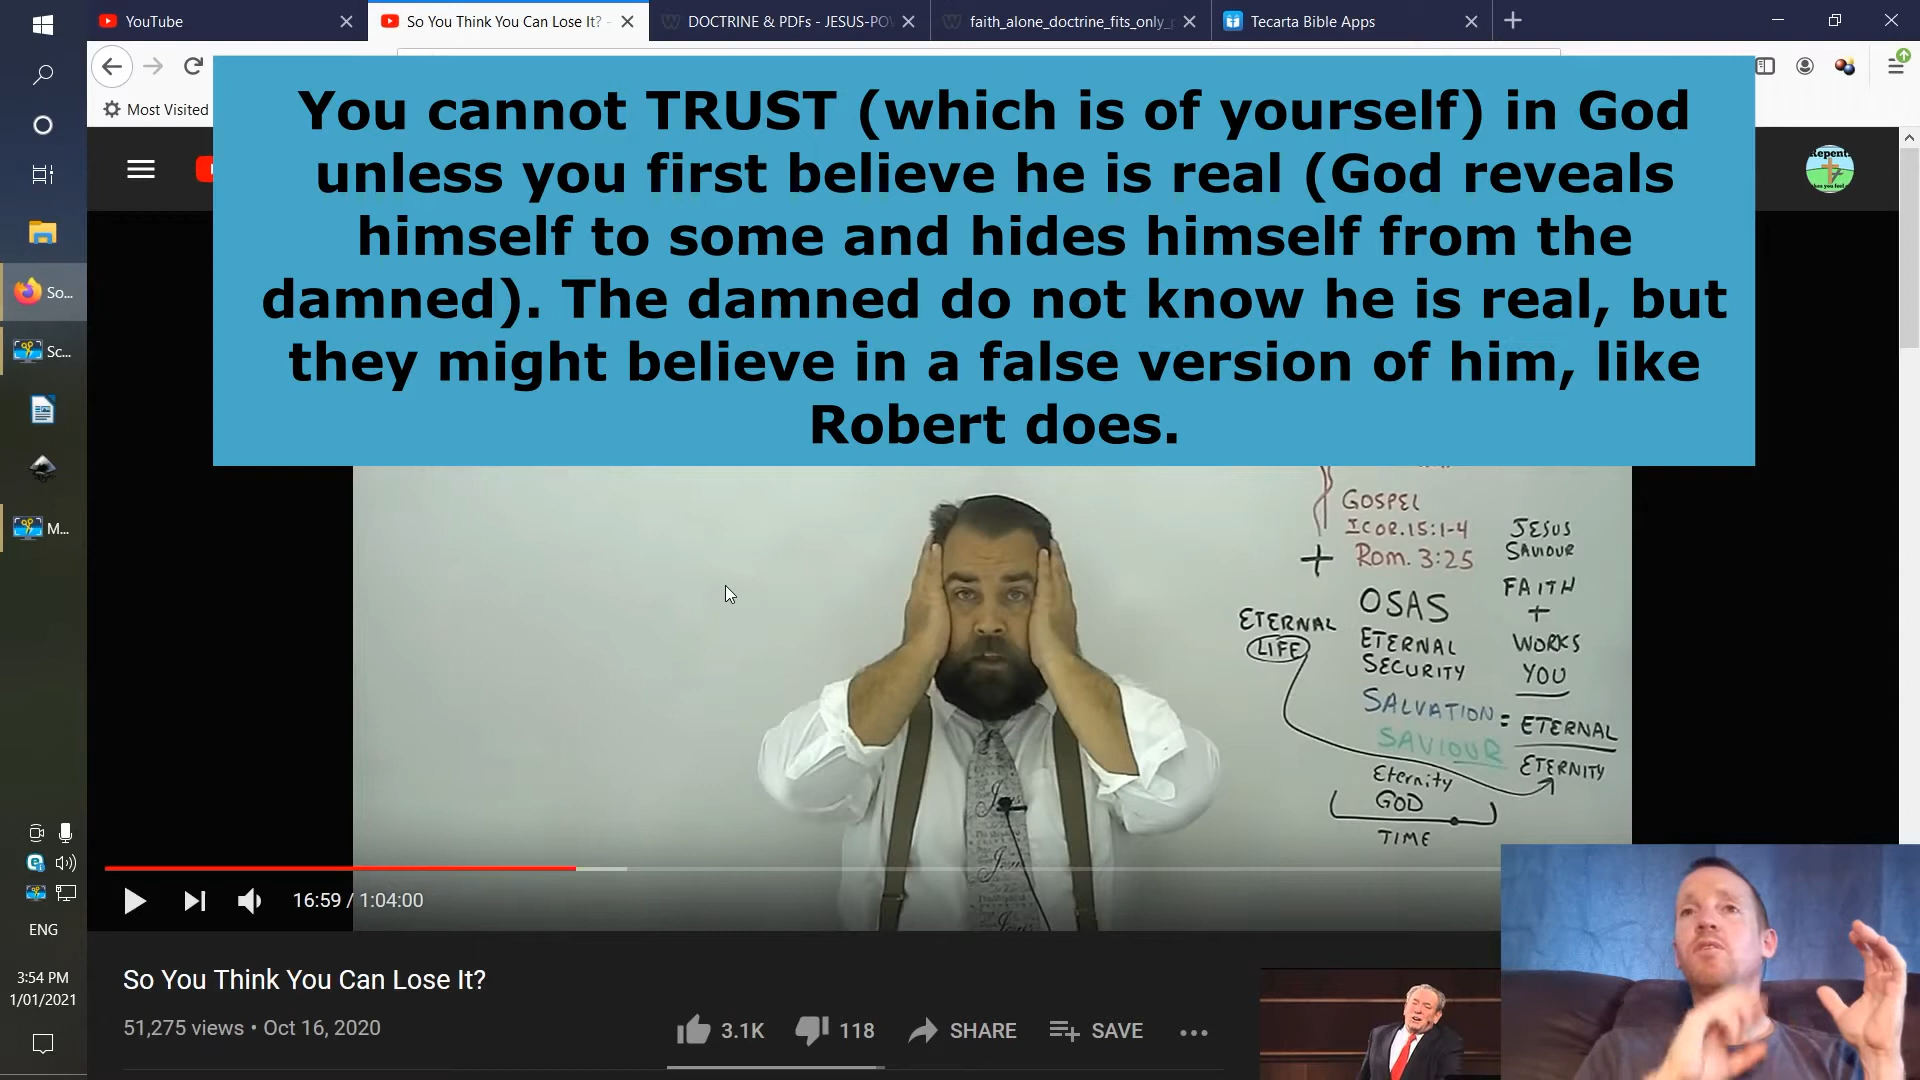 YouTube
So You Think You Can Lose It? -
DOCTRINE & PDFs - JESUS-POW
faith_alone_doctrine_fits_only_
Tecarta Bible Apps
Most Visited
You cannot TRUST (which is of yourself) in God
unless you first believe he is real (God reveals
himself to some and hides himself from the
damned). The damned do not know he is real, but
they might believe in a false version of him, like
Robert does.
So...
Sc...
M...
GOSPEL
I COR. 15:1-4
+ Rom. 3:25
OSAS
ETERNAL
SECURITY
SALVATION = ETERNAL
SAVIOUR
ETERNITY
Eternity
GOD
TIME
ETERNAL
LIFE
JESUS
SAVIOUR
FAITH
+
WORKS
YOU
16:59 / 1:04:00
So You Think You Can Lose It?
51,275 views • Oct 16, 2020
3.1K
118
SHARE
SAVE
ENG
3:54 PM
1/01/2021